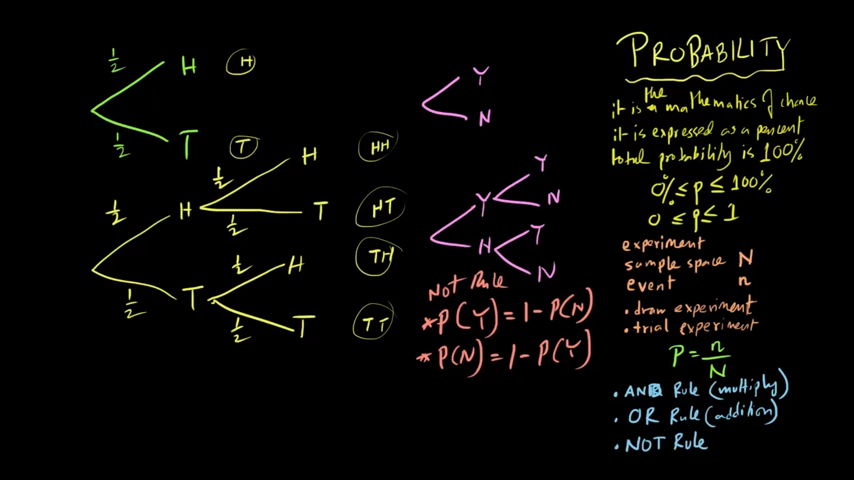 PROBABILITY
it is the mathematics of chance
it is expressed as a percent
total probability is 100%
0% ≤ p ≤ 100%
0 ≤ p ≤ 1
experiment
sample space N
event n
• draw experiment
• trial experiment
P = n/N
• AND Rule (multiply)
• OR Rule (addition)
• NOT Rule
1/2 H H
1/2 T T
1/2 H 1/2 H HH
1/2 T HT
1/2 T 1/2 H TH
1/2 T TT
Y
N
Y Y
N
N Y
N
NOT Rule
* P(Y) = 1 - P(N)
* P(N) = 1 - P(Y)